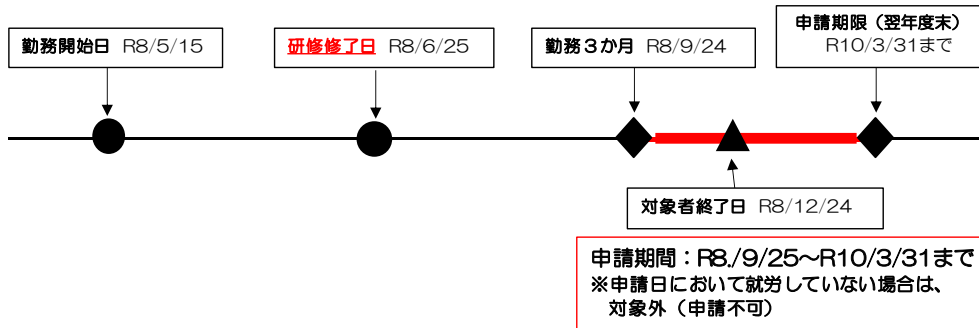 勤務開始日 R8/5/15
研修修了日 R8/6/25
勤務３か月 R8/9/24
申請期限（翌年度末）
R10/3/31まで
対象者終了日 R8/12/24
申請期間：R8./9/25～R10/3/31まで
※申請日において就労していない場合は、
対象外（申請不可）